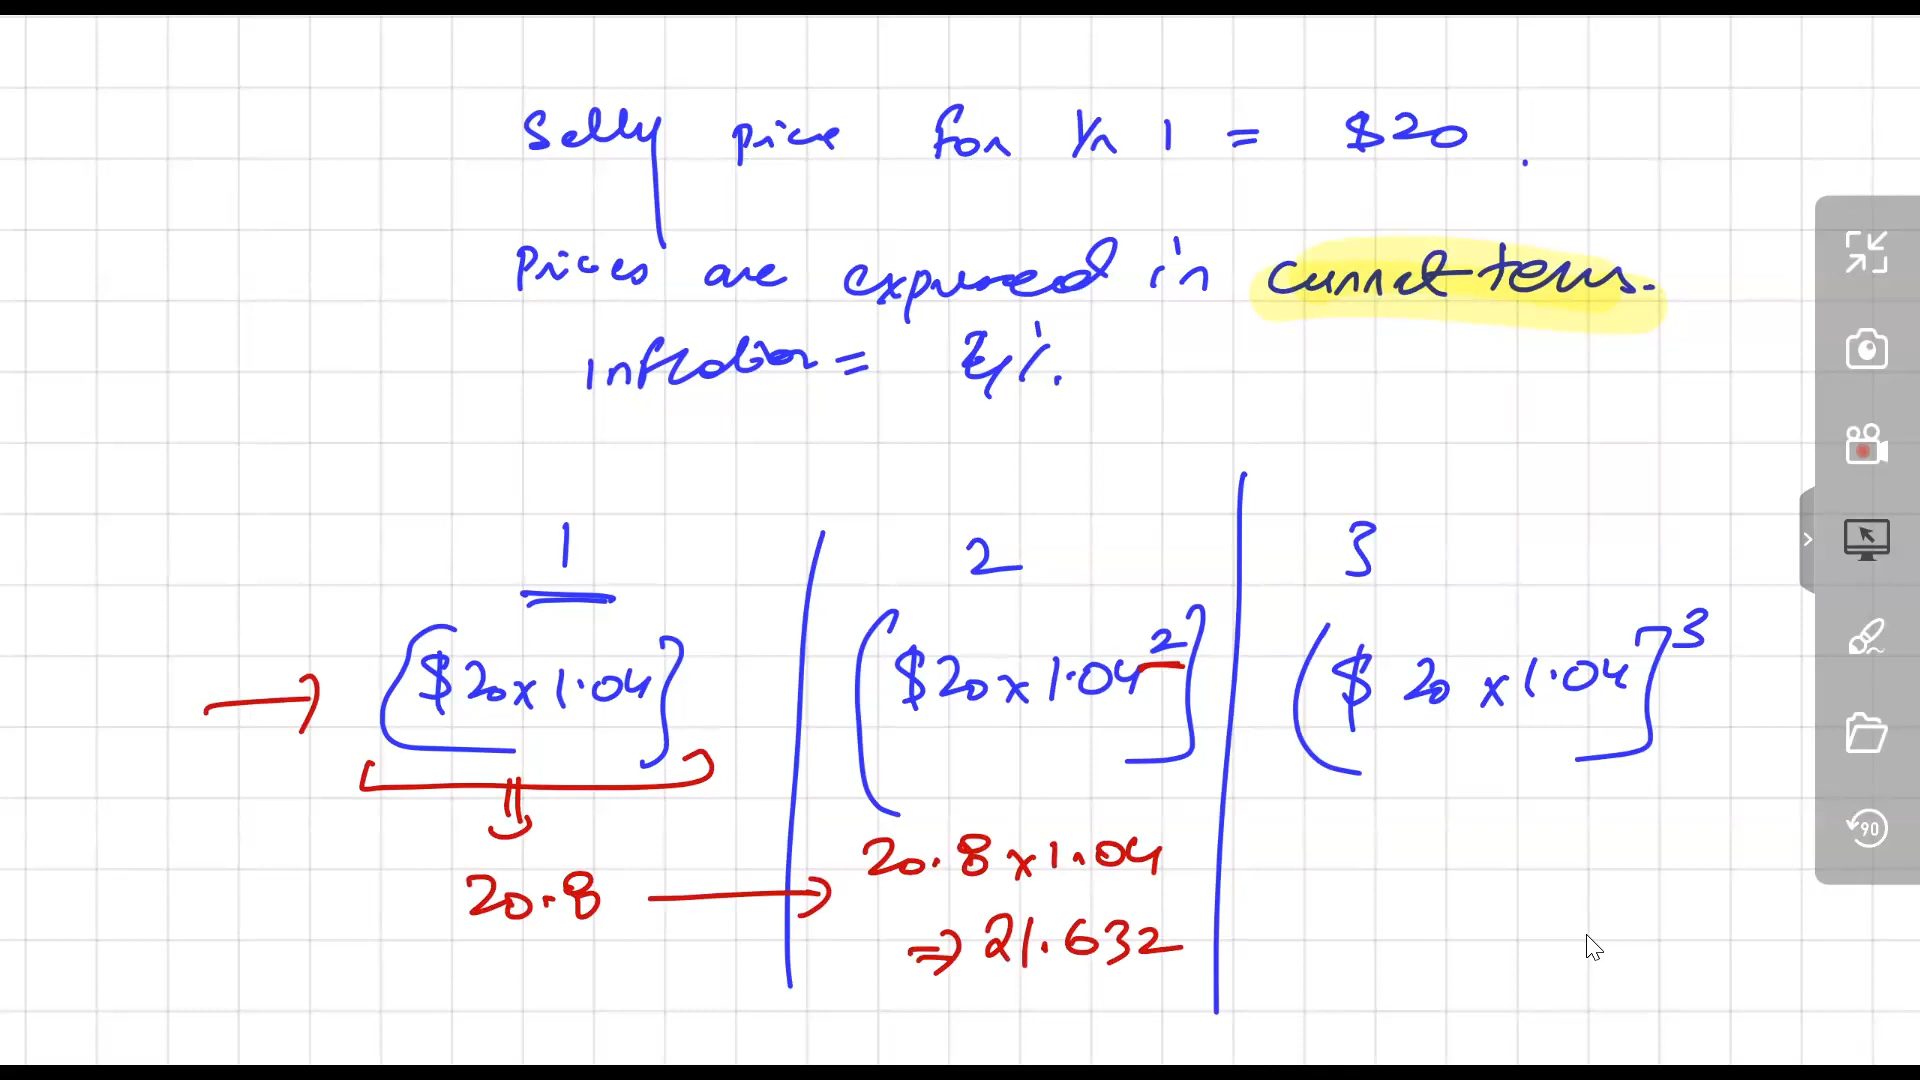 Selling price for Yr 1 = $20.
Prices are expressed in current terms.
Inflation = 4%.
1 2 3
[$20x1.04] [$20x1.04²] [$20x1.04]³
20.8x1.04
20.8 ⇒ 21.632
90